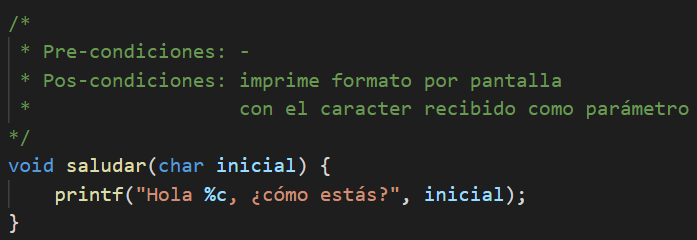 /*
 * Pre-condiciones: -
 * Pos-condiciones: imprime formato por pantalla
 *                  con el caracter recibido como parámetro
*/
void saludar(char inicial) {
    printf("Hola %c, ¿cómo estás?", inicial);
}